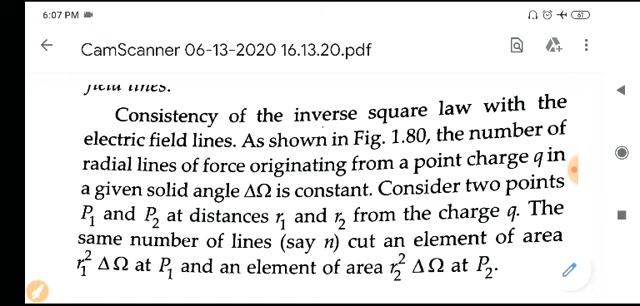 6:07 PM
61
CamScanner 06-13-2020 16.13.20.pdf
field lines.
Consistency of the inverse square law with the
electric field lines. As shown in Fig. 1.80, the number of
radial lines of force originating from a point charge q in
a given solid angle ΔΩ is constant. Consider two points
P₁ and P₂ at distances r₁ and r₂ from the charge q. The
same number of lines (say n) cut an element of area
r₁² ΔΩ at P₁ and an element of area r₂² ΔΩ at P₂.